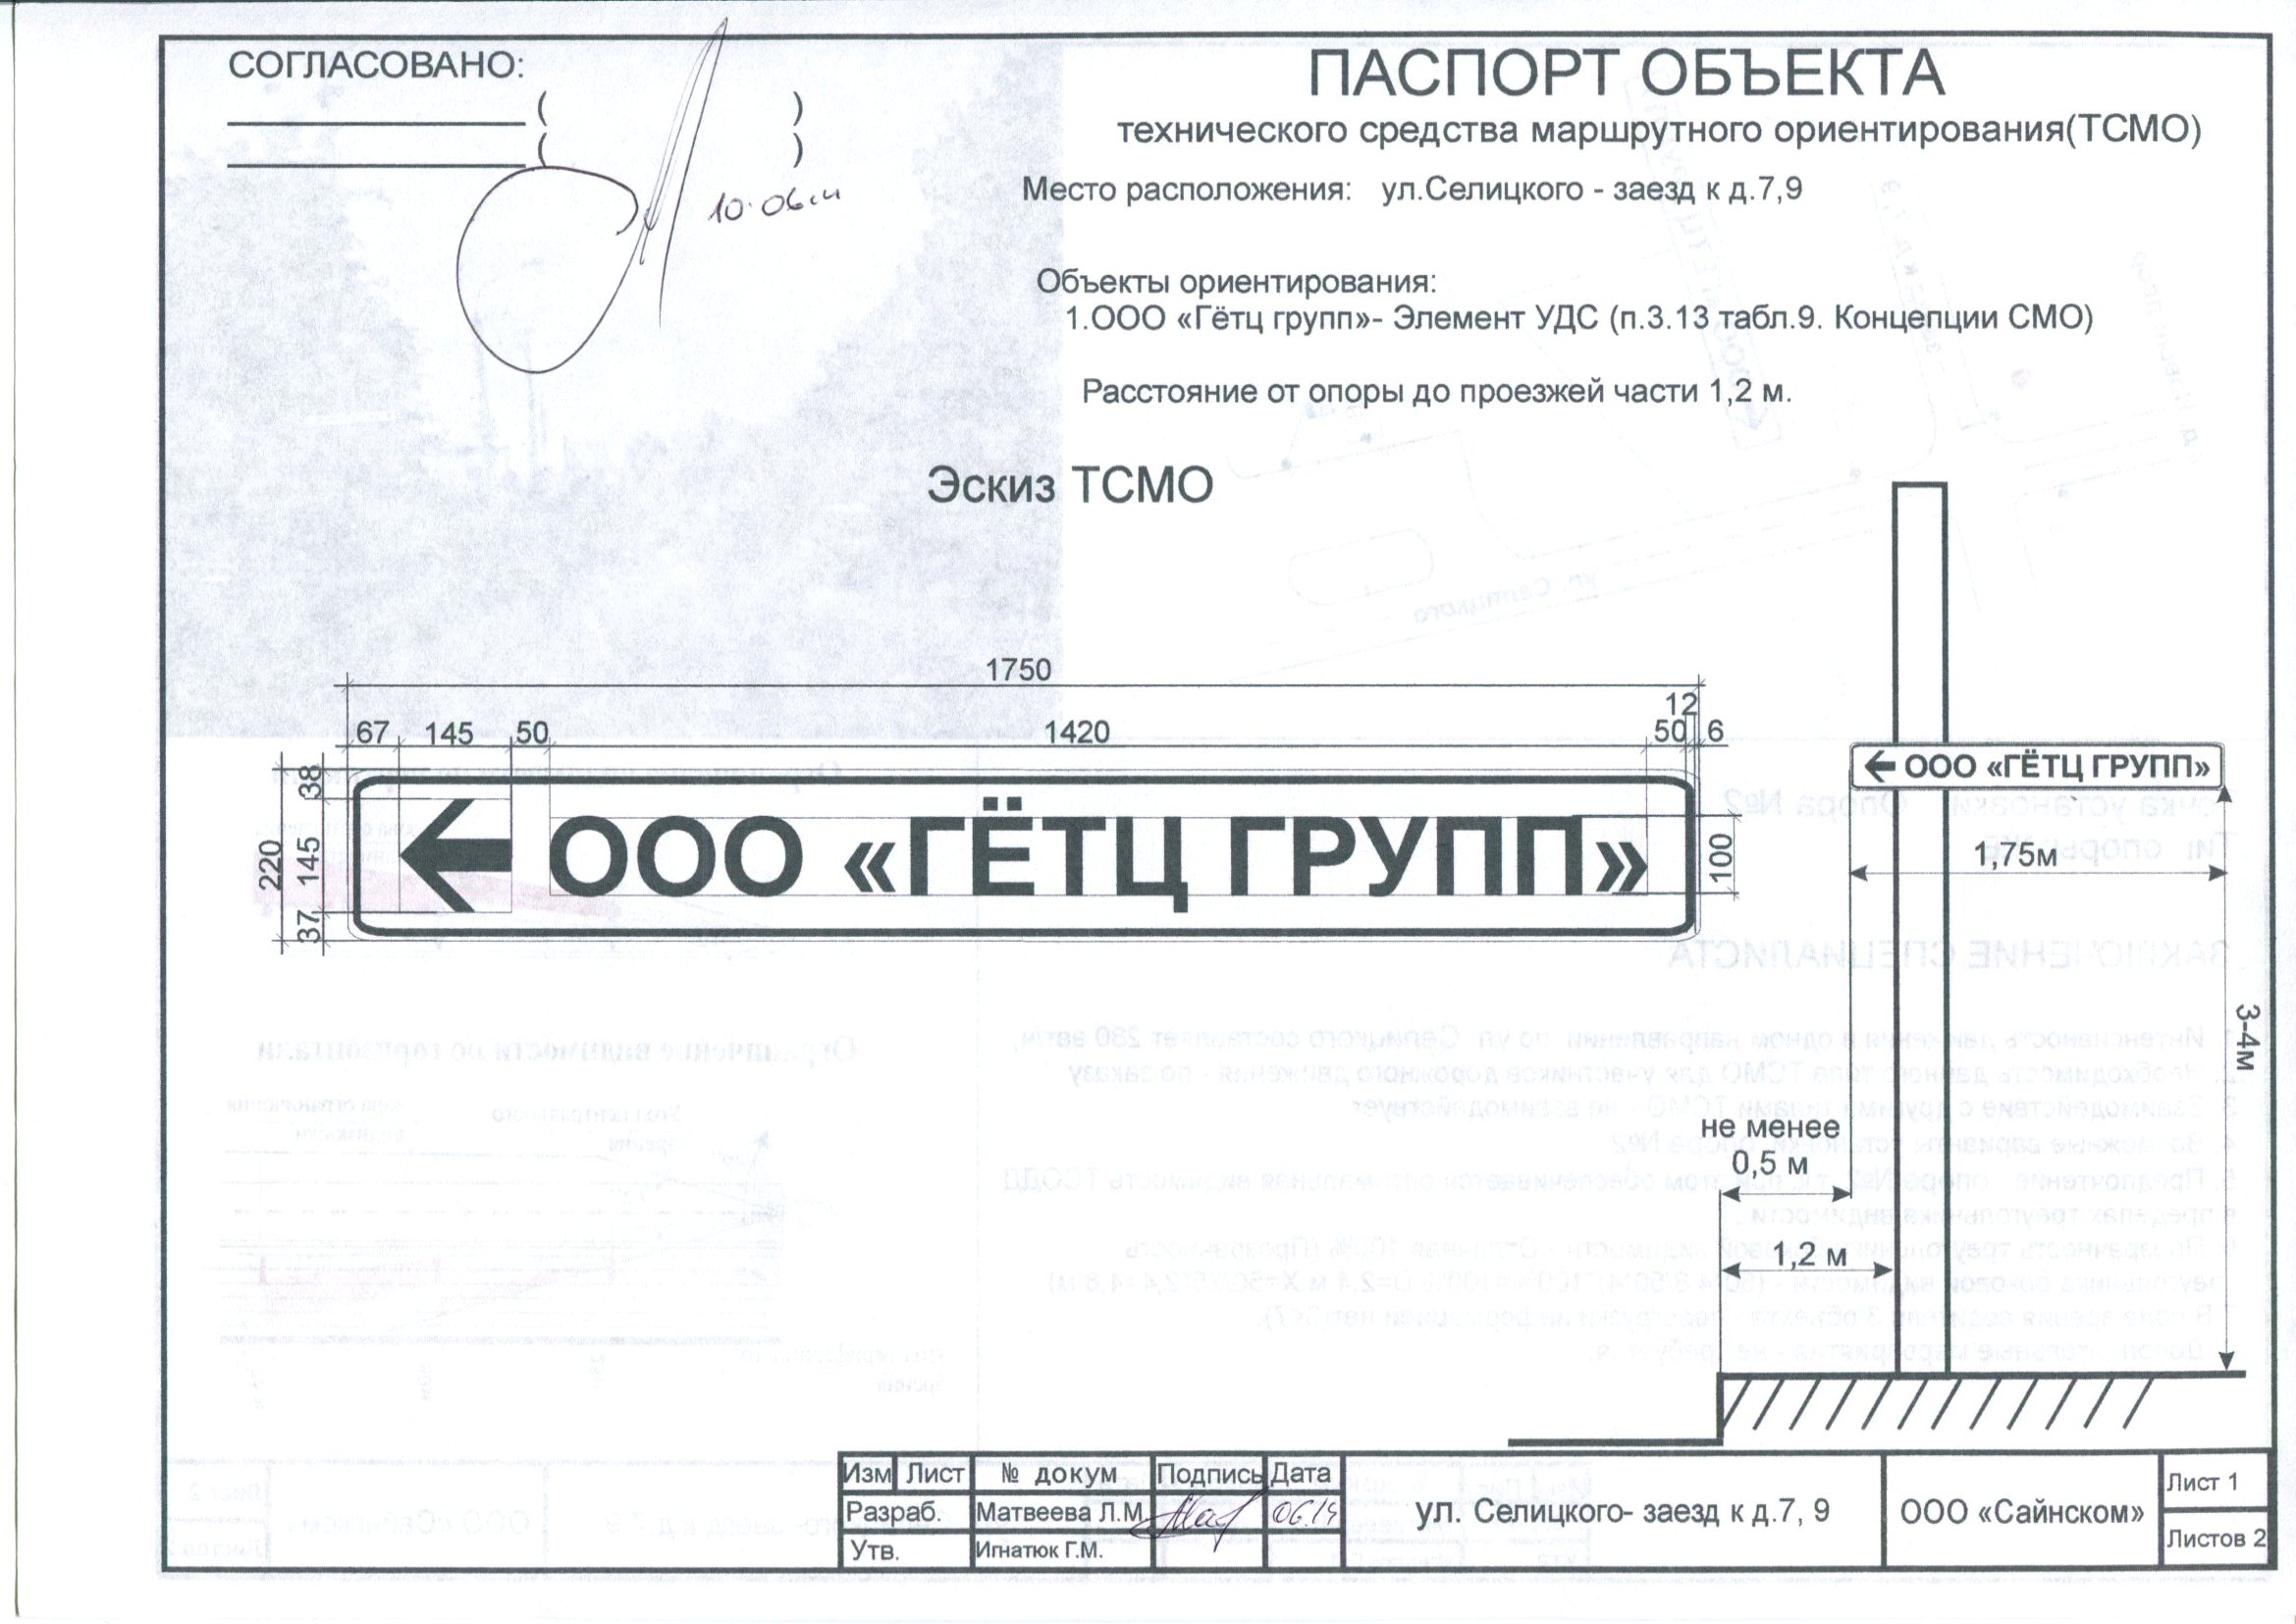 СОГЛАСОВАНО:
( )
( )
ПАСПОРТ ОБЪЕКТА
технического средства маршрутного ориентирования(ТСМО)
Место расположения: ул.Селицкого - заезд к д.7,9
Объекты ориентирования:
1.ООО «Гётц групп»- Элемент УДС (п.3.13 табл.9. Концепции СМО)
Расстояние от опоры до проезжей части 1,2 м.
Эскиз ТСМО
1750
12
67 145 50 1420 50 6
38
145
37
220
ООО «ГЁТЦ ГРУПП»
100
ООО «ГЁТЦ ГРУПП»
1,75м
3-4м
не менее
0,5 м
1,2 м
Изм Лист № докум Подпись Дата
Разраб. Матвеева Л.М 06.14
Утв. Игнатюк Г.М.
ул. Селицкого- заезд к д.7, 9
ООО «Сайнском»
Лист 1
Листов 2